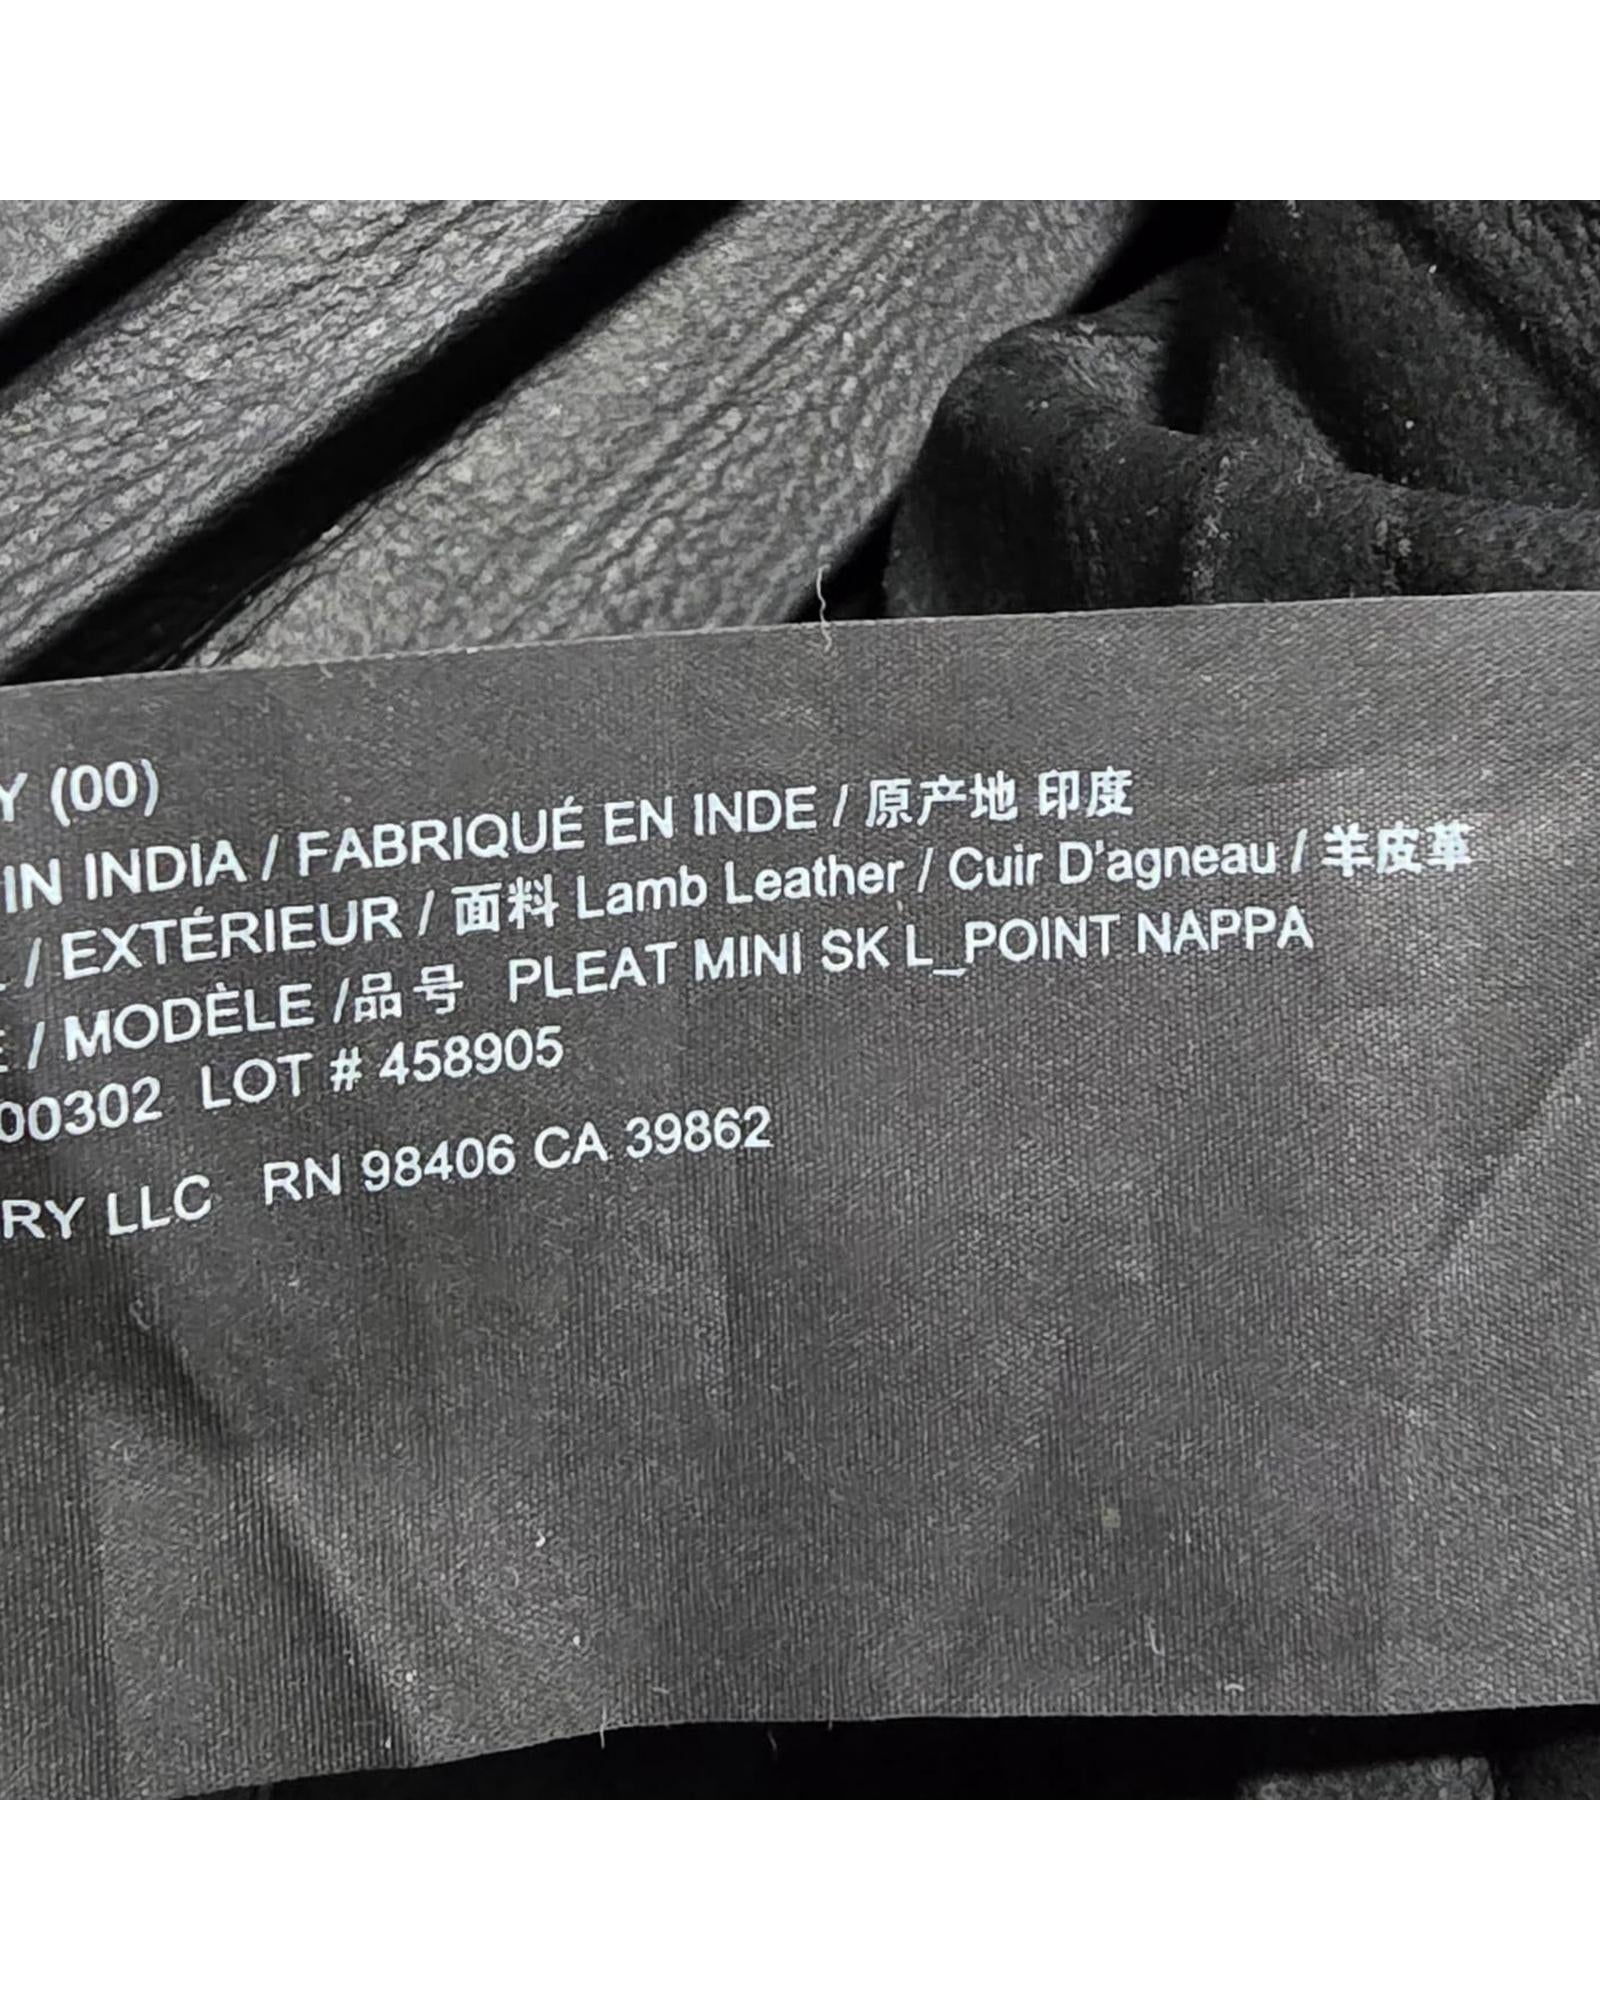 Y (00)
IN INDIA / FABRIQUÉ EN INDE / 原产地 印度
/ EXTÉRIEUR / 面料 Lamb Leather / Cuir D'agneau / 羊皮革
E / MODÈLE /品号 PLEAT MINI SK L_POINT NAPPA
00302 LOT # 458905
RY LLC RN 98406 CA 39862